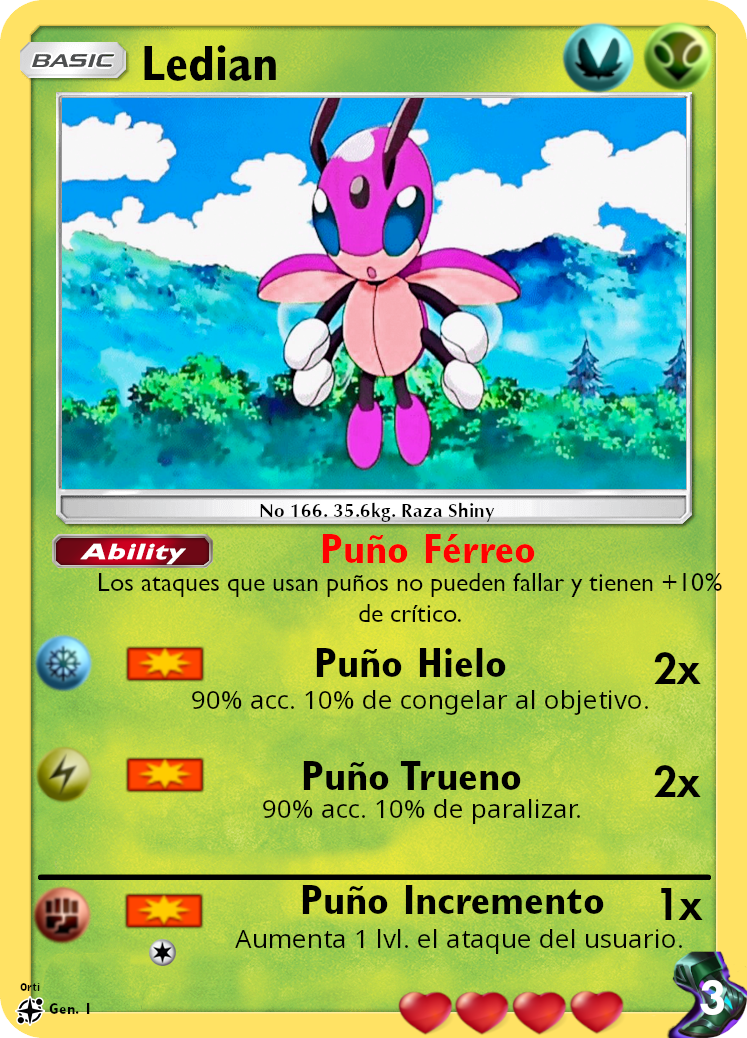 BASIC Ledian
No 166. 35.6kg. Raza Shiny
Ability Puño Férreo
Los ataques que usan puños no pueden fallar y tienen +10%
de crítico.
Puño Hielo 2x
90% acc. 10% de congelar al objetivo.
Puño Trueno 2x
90% acc. 10% de paralizar.
Puño Incremento 1x
Aumenta 1 lvl. el ataque del usuario.
Orti
Gen. 1
3